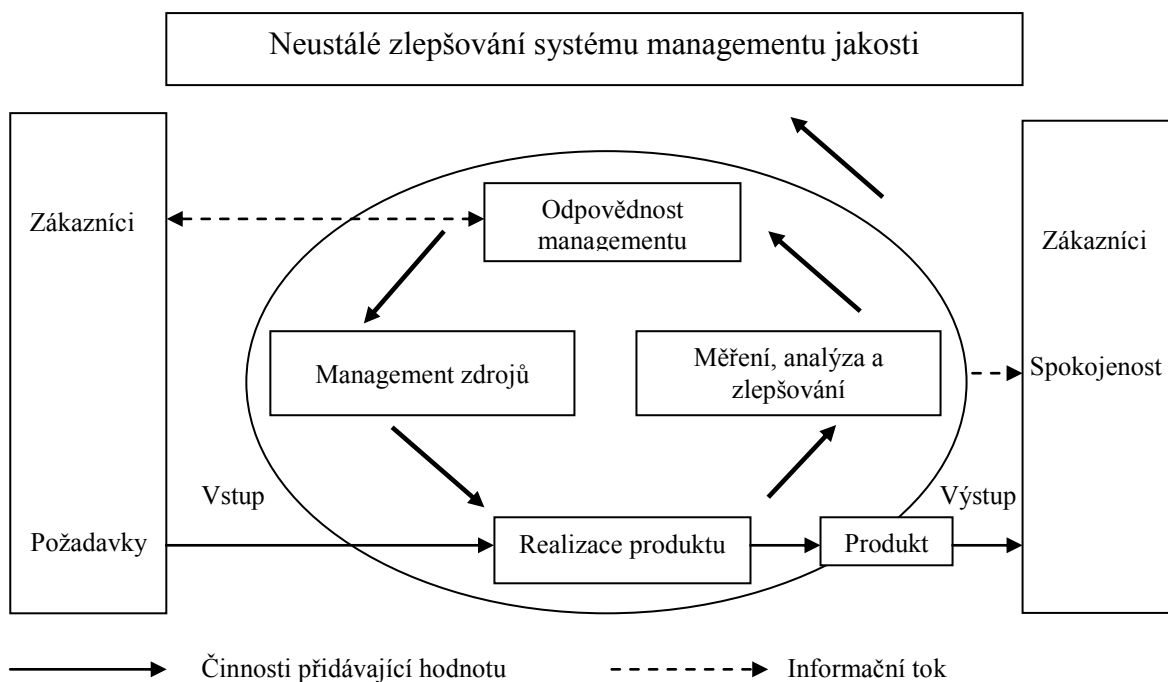 Neustálé zlepšování systému managementu jakosti
Zákazníci
Odpovědnost
managementu
Zákazníci
Management zdrojů
Měření, analýza a
zlepšování
Spokojenost
Vstup
Výstup
Požadavky
Realizace produktu
Produkt
Činnosti přidávající hodnotu
Informační tok